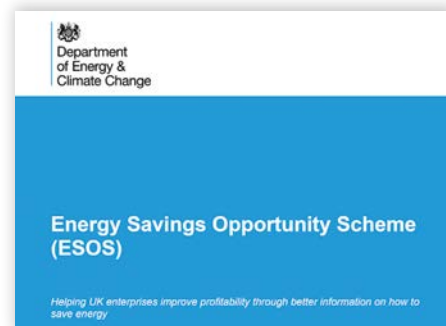 Department
of Energy &
Climate Change
Energy Savings Opportunity Scheme
(ESOS)
Helping UK enterprises improve profitability through better information on how to
save energy